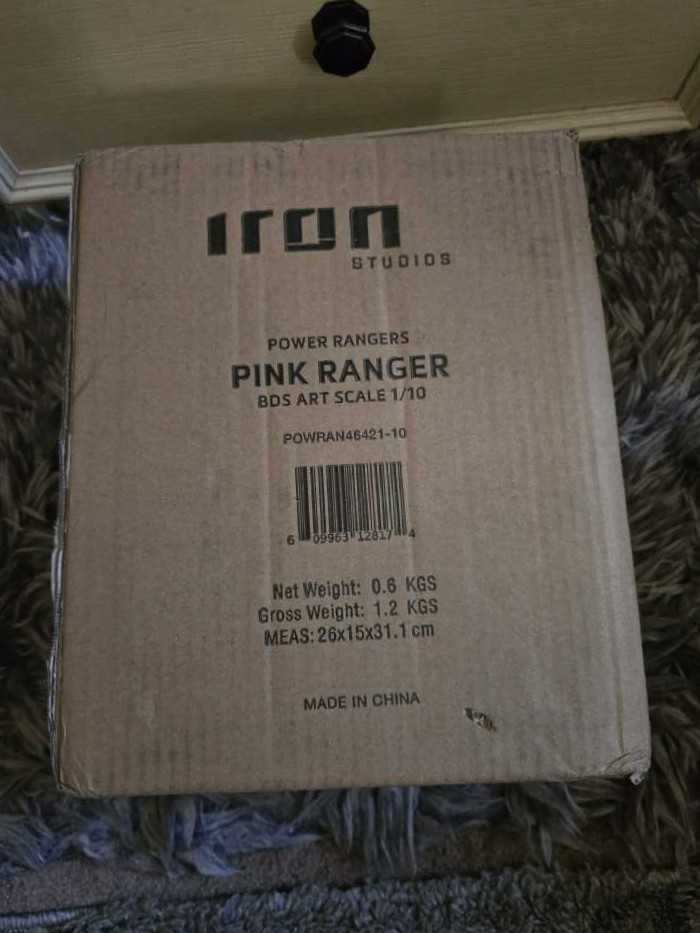 Iron
STUDIOS
POWER RANGERS
PINK RANGER
BDS ART SCALE 1/10
POWRAN46421-10
6 09963 12817 4
Net Weight: 0.6 KGS
Gross Weight: 1.2 KGS
MEAS: 26x15x31.1 cm
MADE IN CHINA